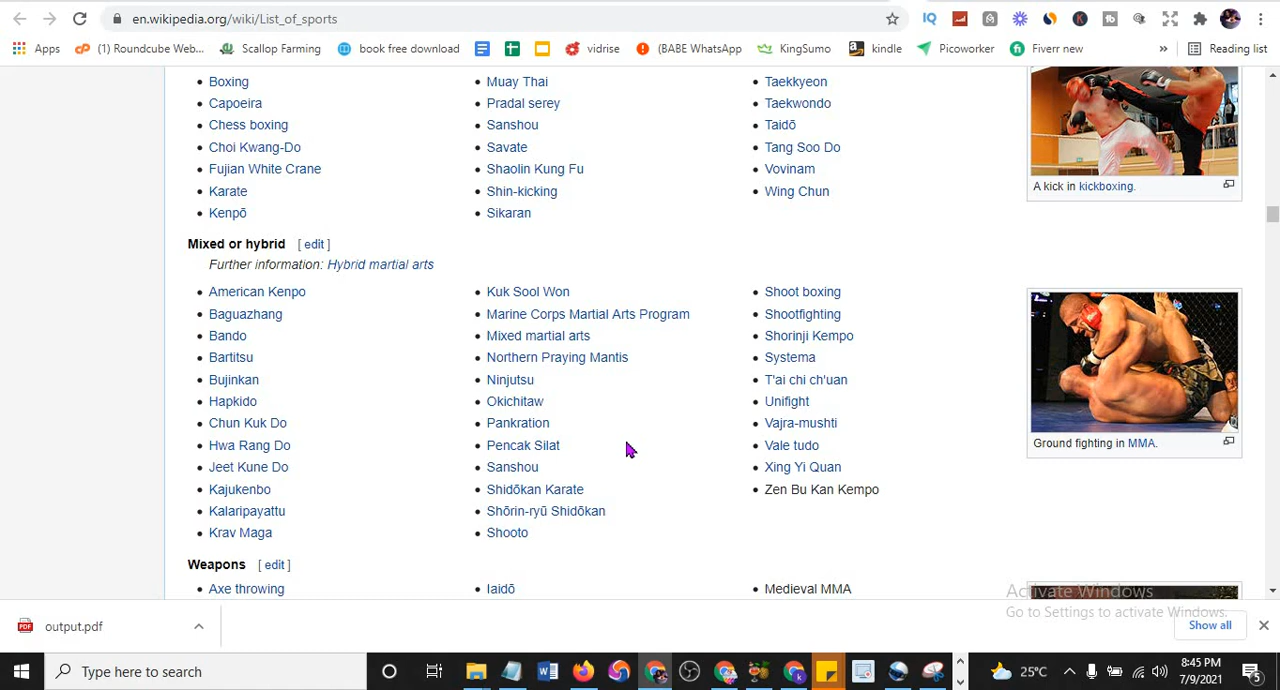 en.wikipedia.org/wiki/List_of_sports
Apps
(1) Roundcube Web...
Scallop Farming
book free download
vidrise
(BABE WhatsApp
KingSumo
kindle
Picoworker
Fiverr new
»
Reading list
Boxing
Capoeira
Chess boxing
Choi Kwang-Do
Fujian White Crane
Karate
Kenpō
Muay Thai
Pradal serey
Sanshou
Savate
Shaolin Kung Fu
Shin-kicking
Sikaran
Taekkyeon
Taekwondo
Taidō
Tang Soo Do
Vovinam
Wing Chun
A kick in kickboxing.
Mixed or hybrid [ edit ]
Further information: Hybrid martial arts
American Kenpo
Baguazhang
Bando
Bartitsu
Bujinkan
Hapkido
Chun Kuk Do
Hwa Rang Do
Jeet Kune Do
Kajukenbo
Kalaripayattu
Krav Maga
Kuk Sool Won
Marine Corps Martial Arts Program
Mixed martial arts
Northern Praying Mantis
Ninjutsu
Okichitaw
Pankration
Pencak Silat
Sanshou
Shidōkan Karate
Shōrin-ryū Shidōkan
Shooto
Shoot boxing
Shootfighting
Shorinji Kempo
Systema
T'ai chi ch'uan
Unifight
Vajra-mushti
Vale tudo
Xing Yi Quan
Zen Bu Kan Kempo
Ground fighting in MMA.
Weapons [ edit ]
Axe throwing
Iaidō
Medieval MMA
Activate Windows
Go to Settings to activate Windows.
output.pdf
Show all
Type here to search
25°C
8:45 PM
7/9/2021
5